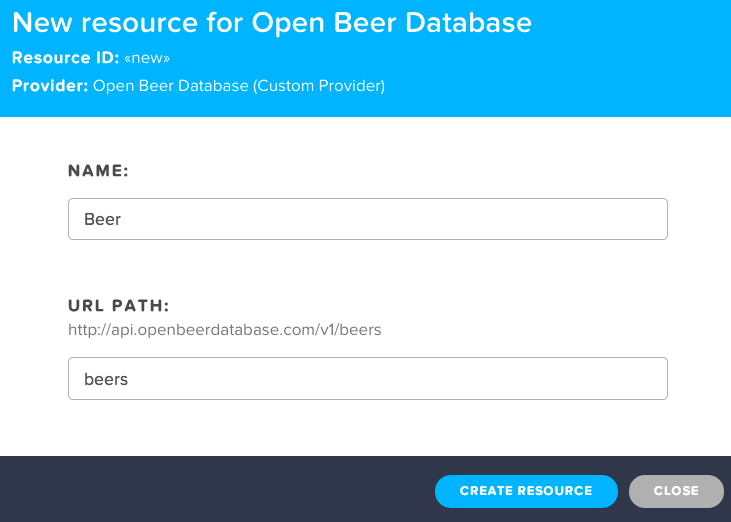 New resource for Open Beer Database
Resource ID: «new»
Provider: Open Beer Database (Custom Provider)
NAME:
Beer
URL PATH:
http://api.openbeerdatabase.com/v1/beers
beers
CREATE RESOURCE
CLOSE